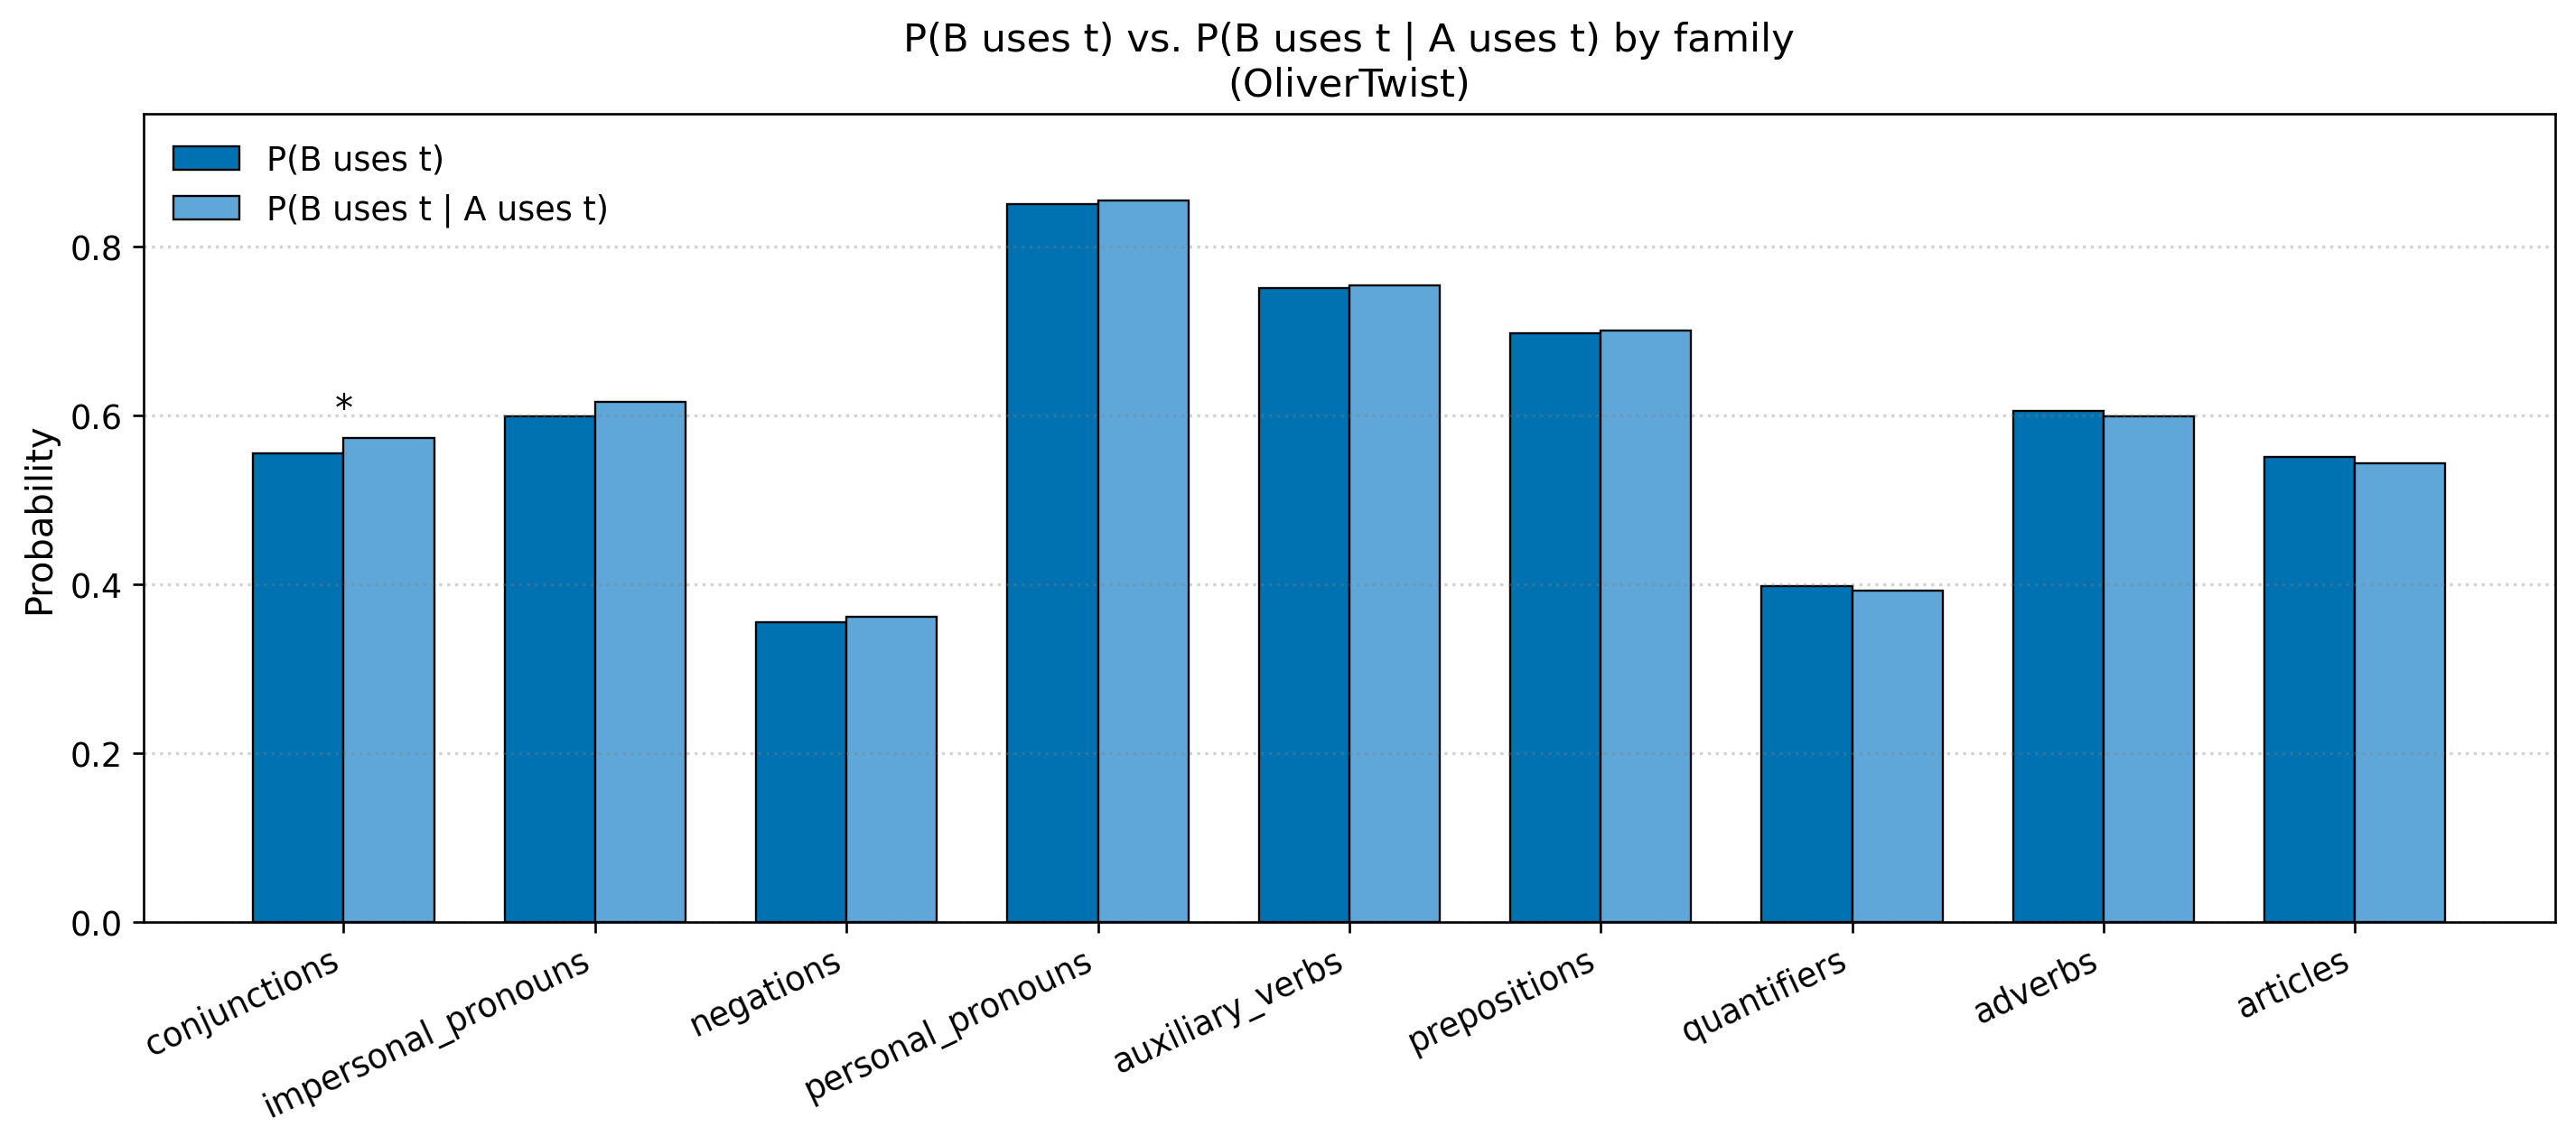 P(B uses t) vs. P(B uses t | A uses t) by family
(OliverTwist)
P(B uses t)
P(B uses t | A uses t)
Probability
0.8
0.6
0.4
0.2
0.0
*
conjunctions
impersonal_pronouns
negations
personal_pronouns
auxiliary_verbs
prepositions
quantifiers
adverbs
articles